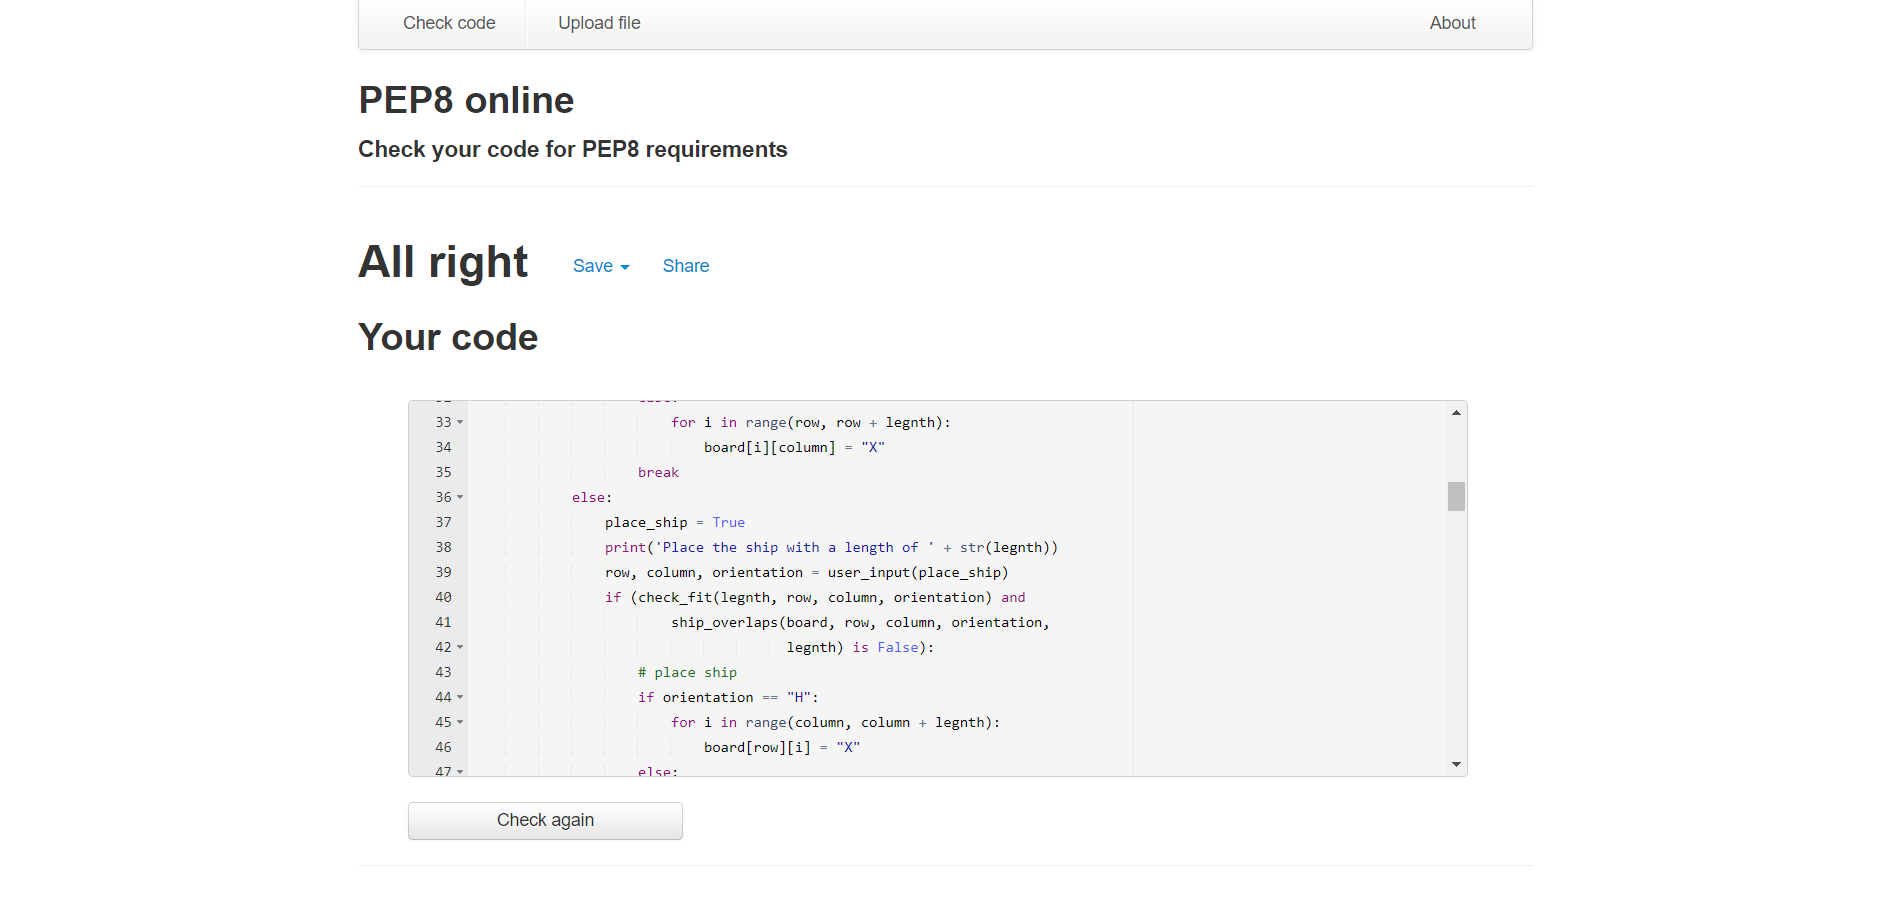 Check code Upload file About
PEP8 online
Check your code for PEP8 requirements
All right Save Share
Your code
33 for i in range(row, row + legnth):
34 board[i][column] = "X"
35 break
36 else:
37 place_ship = True
38 print('Place the ship with a length of ' + str(legnth))
39 row, column, orientation = user_input(place_ship)
40 if (check_fit(legnth, row, column, orientation) and
41 ship_overlaps(board, row, column, orientation,
42 legnth) is False):
43 # place ship
44 if orientation == "H":
45 for i in range(column, column + legnth):
46 board[row][i] = "X"
47 else:
Check again